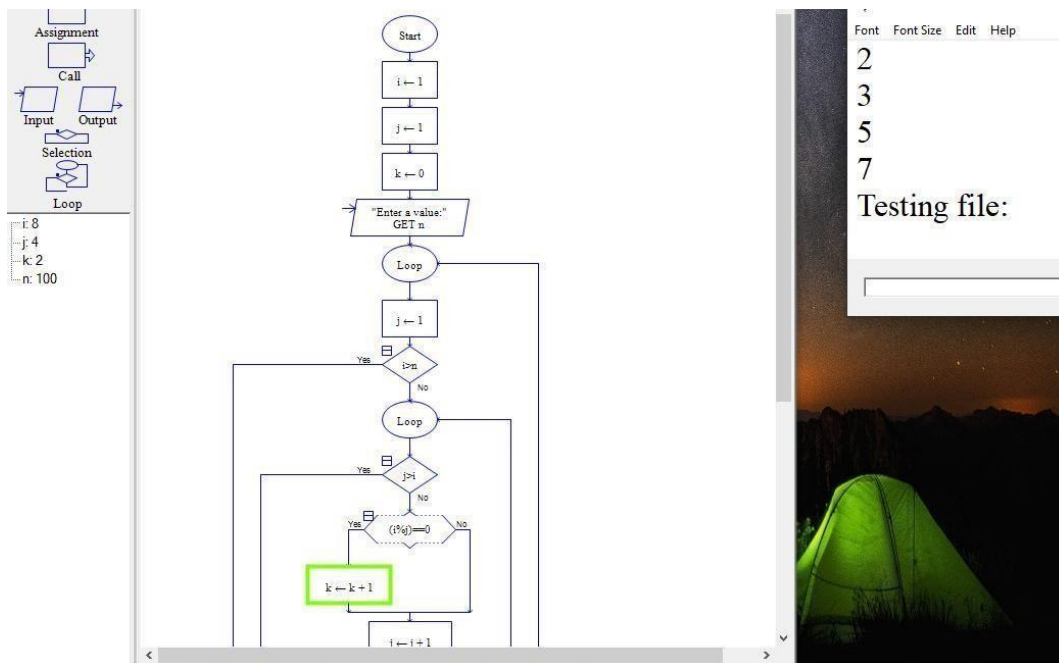 Assignment
Call
Input Output
Selection
Loop
i: 8
j: 4
k: 2
n: 100
Start
i ← 1
j ← 1
k ← 0
"Enter a value:"
GET n
Loop
j ← 1
Yes i>n
No
Loop
Yes j>i
No
Yes (i%j)==0 No
k ← k + 1
j ← j + 1
Font Font Size Edit Help
2
3
5
7
Testing file: